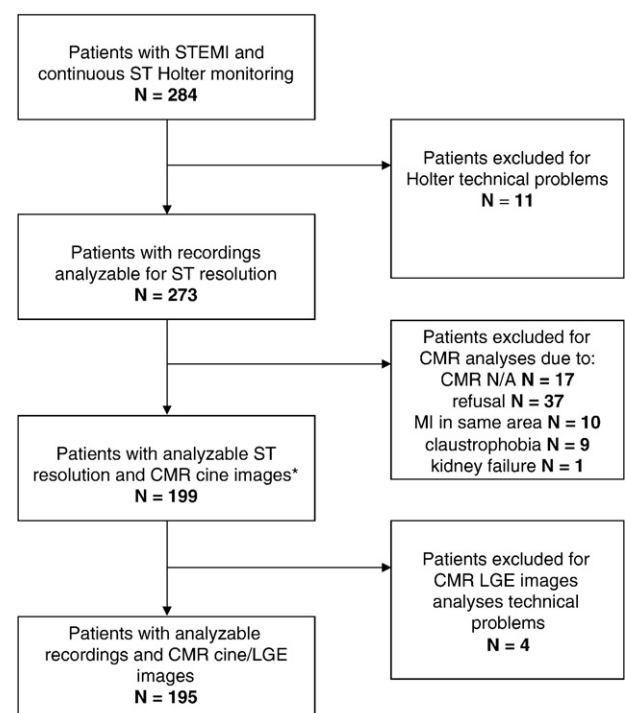 Patients with STEMI and
continuous ST Holter monitoring
N = 284
Patients excluded for
Holter technical problems
N = 11
Patients with recordings
analyzable for ST resolution
N = 273
Patients excluded for
CMR analyses due to:
CMR N/A N = 17
refusal N = 37
MI in same area N = 10
claustrophobia N = 9
kidney failure N = 1
Patients with analyzable ST
resolution and CMR cine images*
N = 199
Patients excluded for
CMR LGE images
analyses technical
problems
N = 4
Patients with analyzable
recordings and CMR cine/LGE
images
N = 195